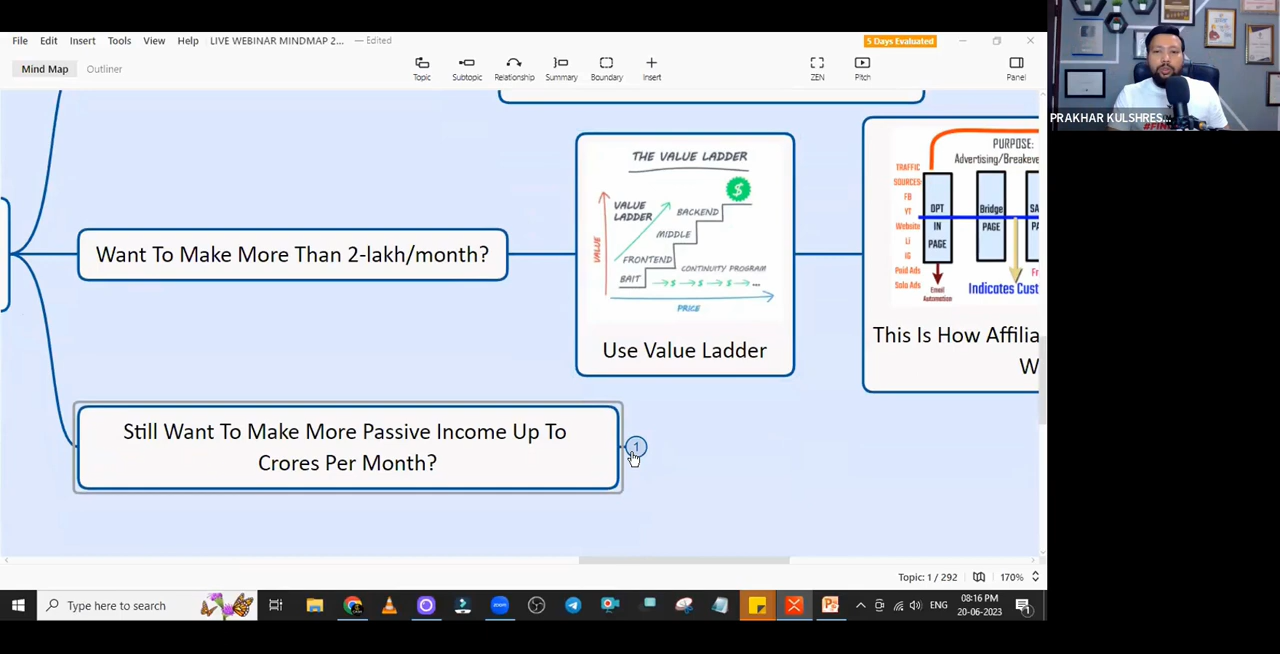 File Edit Insert Tools View Help LIVE WEBINAR MINDMAP 2... — Edited
5 Days Evaluated
Mind Map Outliner
Topic Subtopic Relationship Summary Boundary Insert
ZEN Pitch Panel
PRAKHAR KULSHRES...
Want To Make More Than 2-lakh/month?
THE VALUE LADDER
$
VALUE
LADDER
BACKEND
MIDDLE
FRONTEND
BAIT
CONTINUITY PROGRAM
$ $ $ ...
VALUE
PRICE
Use Value Ladder
PURPOSE:
Advertising/Breakeve
TRAFFIC
SOURCES:
FB
YT
Website
Li
IG
Paid Ads
Solo Ads
OPT
IN
PAGE
Bridge
PAGE
SA
PA
Fr
Email
Automation
Indicates Cust
This Is How Affilia
W
Still Want To Make More Passive Income Up To
Crores Per Month?
1
Topic: 1 / 292 170%
Type here to search
zoom
ENG
08:16 PM
20-06-2023
1